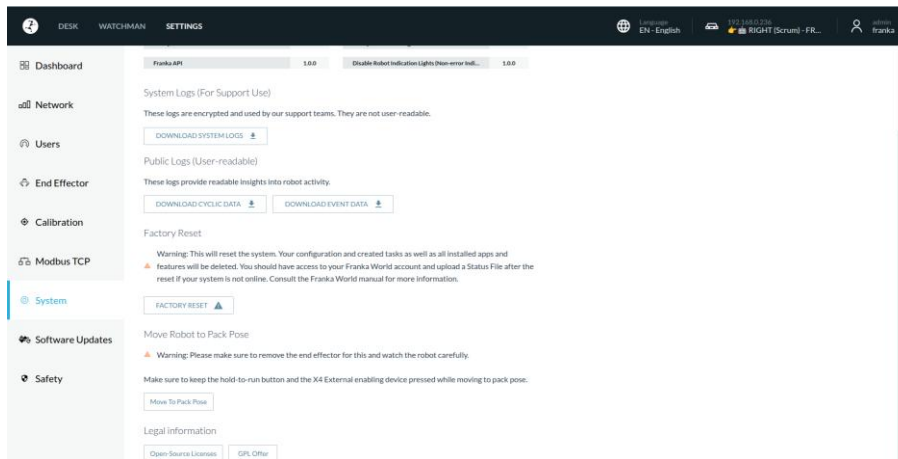 DESK WATCHMAN SETTINGS
Language
EN - English
192.168.0.236
RIGHT (Scrum) - FR...
admin
franka
Dashboard
Network
Users
End Effector
Calibration
Modbus TCP
System
Software Updates
Safety
Franka API 1.0.0 Disable Robot Indication Lights (Non-error Indi... 1.0.0
System Logs (For Support Use)
These logs are encrypted and used by our support teams. They are not user-readable.
DOWNLOAD SYSTEM LOGS
Public Logs (User-readable)
These logs provide readable insights into robot activity.
DOWNLOAD CYCLIC DATA DOWNLOAD EVENT DATA
Factory Reset
Warning: This will reset the system. Your configuration and created tasks as well as all installed apps and
features will be deleted. You should have access to your Franka World account and upload a Status File after the
reset if your system is not online. Consult the Franka World manual for more information.
FACTORY RESET
Move Robot to Pack Pose
Warning: Please make sure to remove the end effector for this and watch the robot carefully.
Make sure to keep the hold-to-run button and the X4 External enabling device pressed while moving to pack pose.
Move To Pack Pose
Legal information
Open-Source Licenses GPL Offer